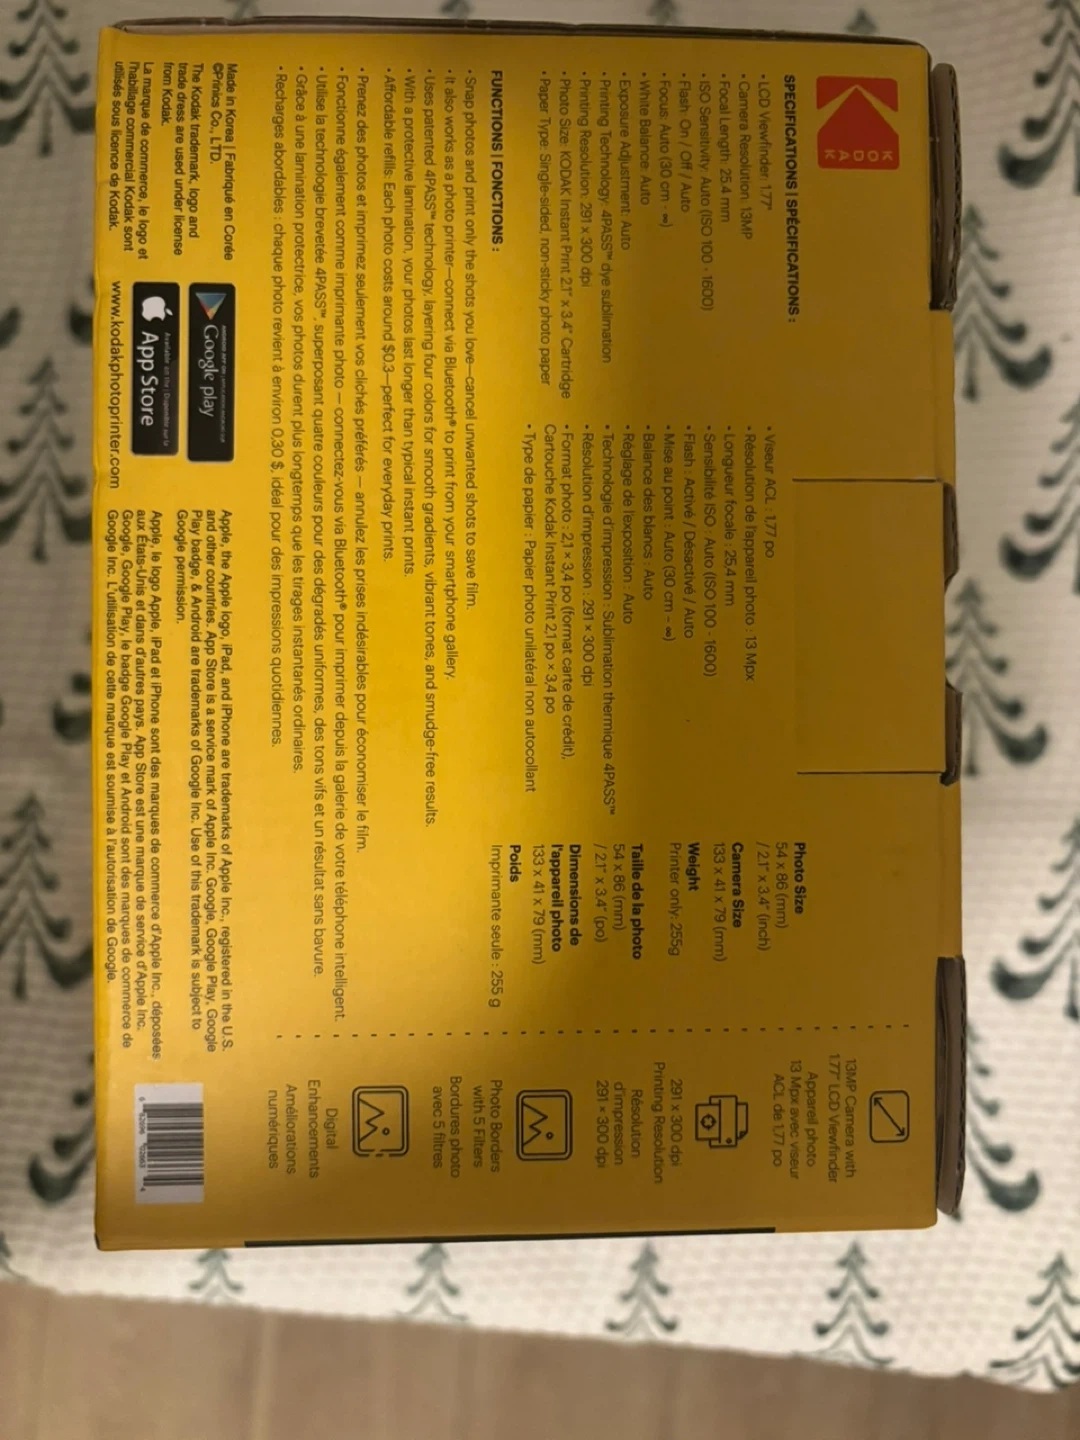 KODAK
SPECIFICATIONS | SPÉCIFICATIONS :
• LCD Viewfinder: 1.77"
• Camera Resolution: 13MP
• Focal Length: 25.4 mm
• ISO Sensitivity: Auto (ISO 100 - 1600)
• Flash: On / Off / Auto
• Focus: Auto (30 cm - ∞)
• White Balance: Auto
• Exposure Adjustment: Auto
• Printing Technology: 4PASS™ dye sublimation
• Printing Resolution: 291 x 300 dpi
• Photo Size: KODAK Instant Print 2.1" x 3.4" Cartridge
• Paper Type: Single-sided, non-sticky photo paper
• Viseur ACL : 1,77 po
• Résolution de l'appareil photo : 13 Mpx
• Longueur focale : 25,4 mm
• Sensibilité ISO : Auto (ISO 100 - 1600)
• Flash : Activé / Désactivé / Auto
• Mise au point : Auto (30 cm - ∞)
• Balance des blancs : Auto
• Réglage de l'exposition : Auto
• Technologie d'impression : Sublimation thermique 4PASS™
• Résolution d'impression : 291 × 300 dpi
• Format photo : 2,1 × 3,4 po (format carte de crédit),
Cartouche Kodak Instant Print 2,1 po × 3,4 po
• Type de papier : Papier photo unilatéral non autocollant
Photo Size
54 x 86 (mm)
/ 2.1" x 3.4" (inch)
Camera Size
133 x 41 x 79 (mm)
Weight
Printer only: 255g
Taille de la photo
54 x 86 (mm)
/ 2.1" x 3.4" (po)
Dimensions de
l'appareil photo
133 x 41 x 79 (mm)
Poids
Imprimante seule : 255 g
FUNCTIONS | FONCTIONS :
• Snap photos and print only the shots you love—cancel unwanted shots to save film.
• It also works as a photo printer—connect via Bluetooth® to print from your smartphone gallery.
• Uses patented 4PASS™ technology, layering four colors for smooth gradients, vibrant tones, and smudge-free results.
• With a protective lamination, your photos last longer than typical instant prints.
• Affordable refills: Each photo costs around $0.3—perfect for everyday prints.
• Prenez des photos et imprimez seulement vos clichés préférés — annulez les prises indésirables pour économiser le film.
• Fonctionne également comme imprimante photo — connectez-vous via Bluetooth® pour imprimer depuis la galerie de votre téléphone intelligent.
• Utilise la technologie brevetée 4PASS™, superposant quatre couleurs pour des dégradés uniformes, des tons vifs et un résultat sans bavure.
• Grâce à une lamination protectrice, vos photos durent plus longtemps que les tirages instantanés ordinaires.
• Recharges abordables : chaque photo revient à environ 0,30 $, idéal pour des impressions quotidiennes.
13MP Camera with
1.77" LCD Viewfinder
Appareil photo
13 Mpx avec viseur
ACL de 1,77 po
291 x 300 dpi
Printing Resolution
Résolution
d'impression
291 × 300 dpi
Photo Borders
with 5 Filters
Bordures photo
avec 5 filtres
Digital
Enhancements
Améliorations
numériques
Made in Korea | Fabriqué en Corée
©Prinics Co., LTD.
The Kodak trademark, logo and
trade dress are used under license
from Kodak.
La marque de commerce, le logo et
l'habillage commercial Kodak sont
utilisés sous licence de Kodak.
Google play
App Store
www.kodakphotoprinter.com
Apple, the Apple logo, iPad, and iPhone are trademarks of Apple Inc., registered in the U.S.
and other countries. App Store is a service mark of Apple Inc. Google, Google Play, Google
Play badge, & Android are trademarks of Google Inc. Use of this trademark is subject to
Google permission.
Apple, le logo Apple, iPad et iPhone sont des marques de commerce d'Apple Inc., déposées
aux États-Unis et dans d'autres pays. App Store est une marque de service d'Apple Inc.
Google, Google Play, le badge Google Play et Android sont des marques de commerce de
Google Inc. L'utilisation de cette marque est soumise à l'autorisation de Google.